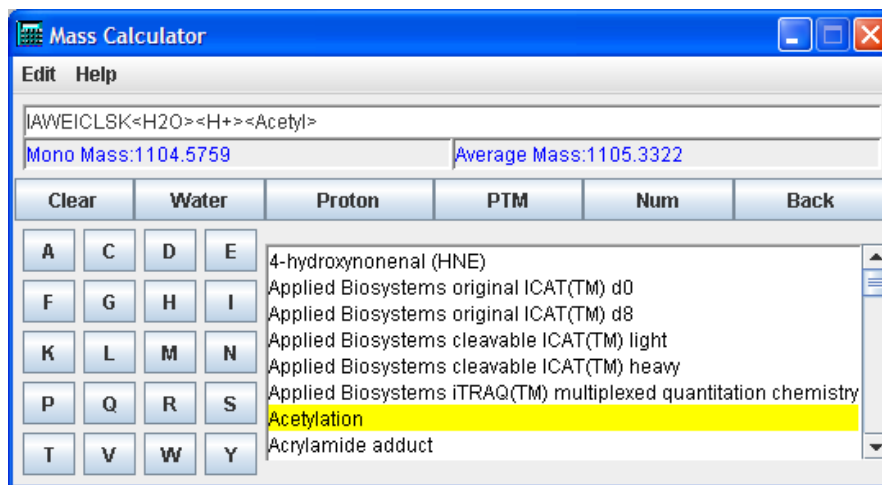 Mass Calculator
Edit Help
IAWEICLSK<H2O><H+><Acetyl>
Mono Mass:1104.5759 Average Mass:1105.3322
Clear Water Proton PTM Num Back
A C D E
F G H I
K L M N
P Q R S
T V W Y
4-hydroxynonenal (HNE)
Applied Biosystems original ICAT(TM) d0
Applied Biosystems original ICAT(TM) d8
Applied Biosystems cleavable ICAT(TM) light
Applied Biosystems cleavable ICAT(TM) heavy
Applied Biosystems iTRAQ(TM) multiplexed quantitation chemistry
Acetylation
Acrylamide adduct